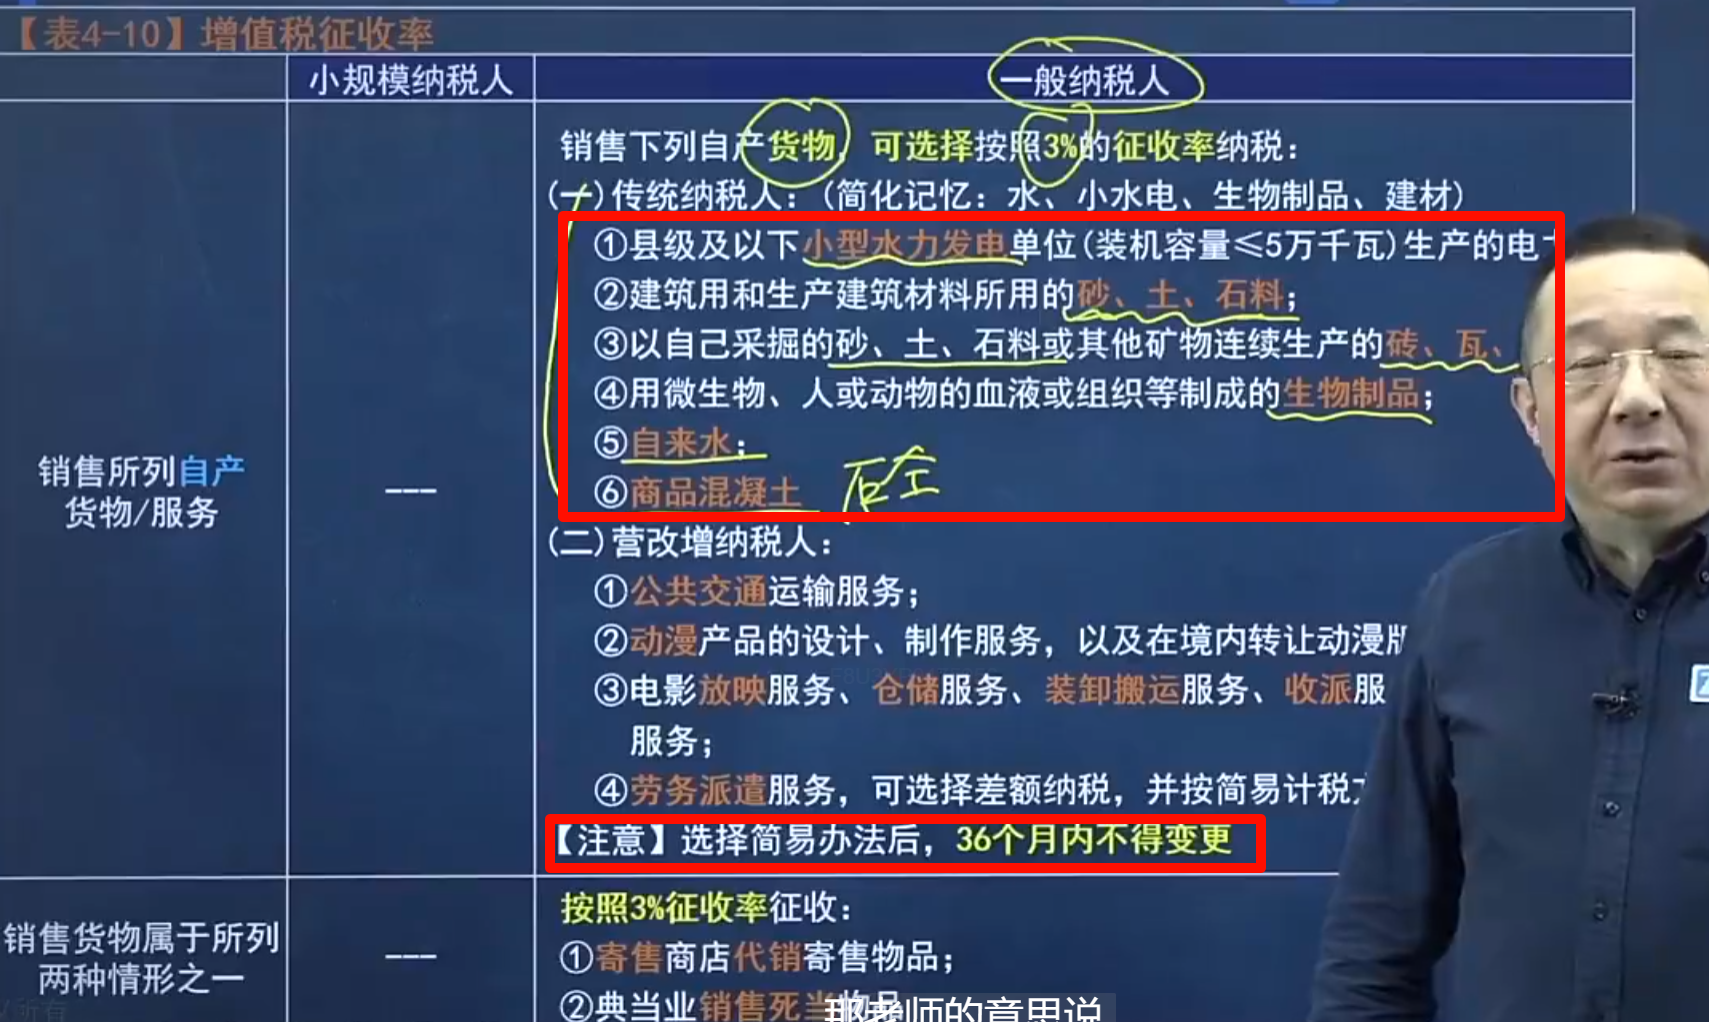 【表4-10】增值税征收率
小规模纳税人
一般纳税人
销售所列自产
货物/服务
---
销售下列自产货物，可选择按照3%的征收率纳税：
(一)传统纳税人：(简化记忆：水、小水电、生物制品、建材)
①县级及以下小型水力发电单位(装机容量≤5万千瓦)生产的电
②建筑用和生产建筑材料所用的砂、土、石料；
③以自己采掘的砂、土、石料或其他矿物连续生产的砖、瓦、
④用微生物、人或动物的血液或组织等制成的生物制品；
⑤自来水；
⑥商品混凝土
(二)营改增纳税人：
①公共交通运输服务；
②动漫产品的设计、制作服务，以及在境内转让动漫版
③电影放映服务、仓储服务、装卸搬运服务、收派服
服务；
④劳务派遣服务，可选择差额纳税，并按简易计税
【注意】选择简易办法后，36个月内不得变更
销售货物属于所列
两种情形之一
---
按照3%征收率征收：
①寄售商店代销寄售物品；
②典当业销售死当物品
那老师的意思说